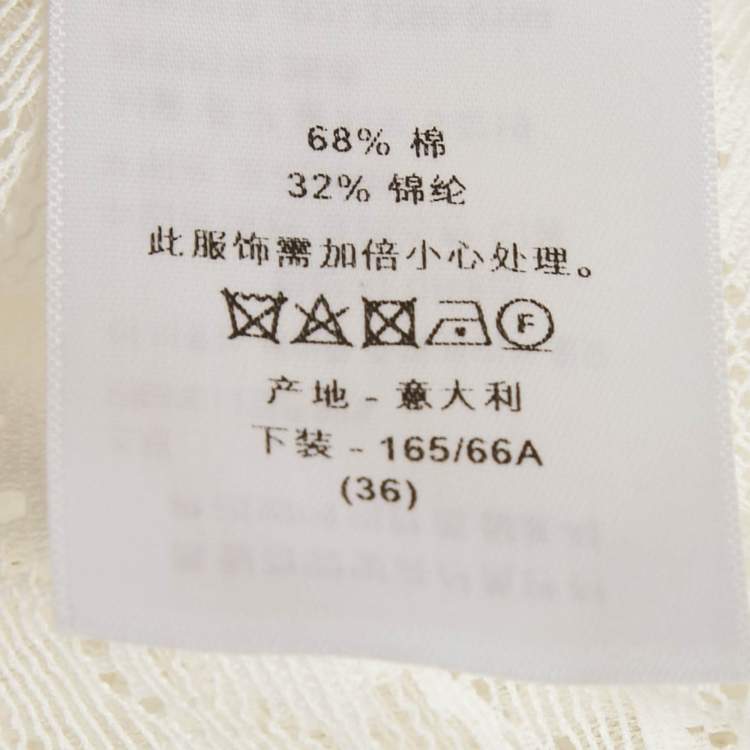 68% 棉
32% 锦纶
此服饰需加倍小心处理。
F
产地 - 意大利
下装 - 165/66A
(36)